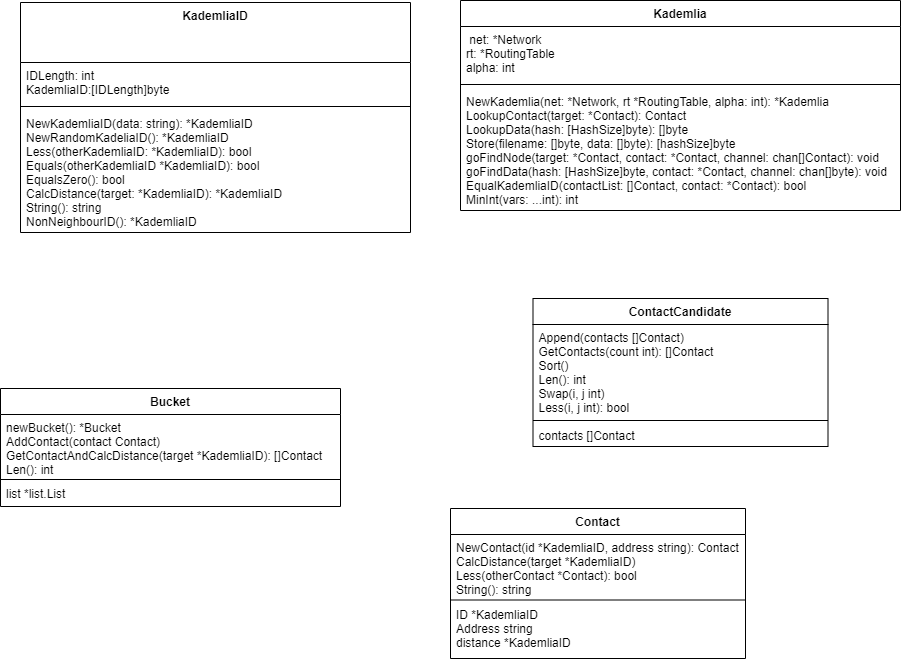 KademliaID
IDLength: int
KademliaID:[IDLength]byte
NewKademliaID(data: string): *KademliaID
NewRandomKadeliaID(): *KademliaID
Less(otherKademliaID: *KademliaID): bool
Equals(otherKademliaID *KademliaID): bool
EqualsZero(): bool
CalcDistance(target: *KademliaID): *KademliaID
String(): string
NonNeighbourID(): *KademliaID
Kademlia
net: *Network
rt: *RoutingTable
alpha: int
NewKademlia(net: *Network, rt *RoutingTable, alpha: int): *Kademlia
LookupContact(target: *Contact): Contact
LookupData(hash: [HashSize]byte): []byte
Store(filename: []byte, data: []byte): [hashSize]byte
goFindNode(target: *Contact, contact: *Contact, channel: chan[]Contact): void
goFindData(hash: [HashSize]byte, contact: *Contact, channel: chan[]byte): void
EqualKademliaID(contactList: []Contact, contact: *Contact): bool
MinInt(vars: ...int): int
ContactCandidate
Append(contacts []Contact)
GetContacts(count int): []Contact
Sort()
Len(): int
Swap(i, j int)
Less(i, j int): bool
contacts []Contact
Bucket
newBucket(): *Bucket
AddContact(contact Contact)
GetContactAndCalcDistance(target *KademliaID): []Contact
Len(): int
list *list.List
Contact
NewContact(id *KademliaID, address string): Contact
CalcDistance(target *KademliaID)
Less(otherContact *Contact): bool
String(): string
ID *KademliaID
Address string
distance *KademliaID